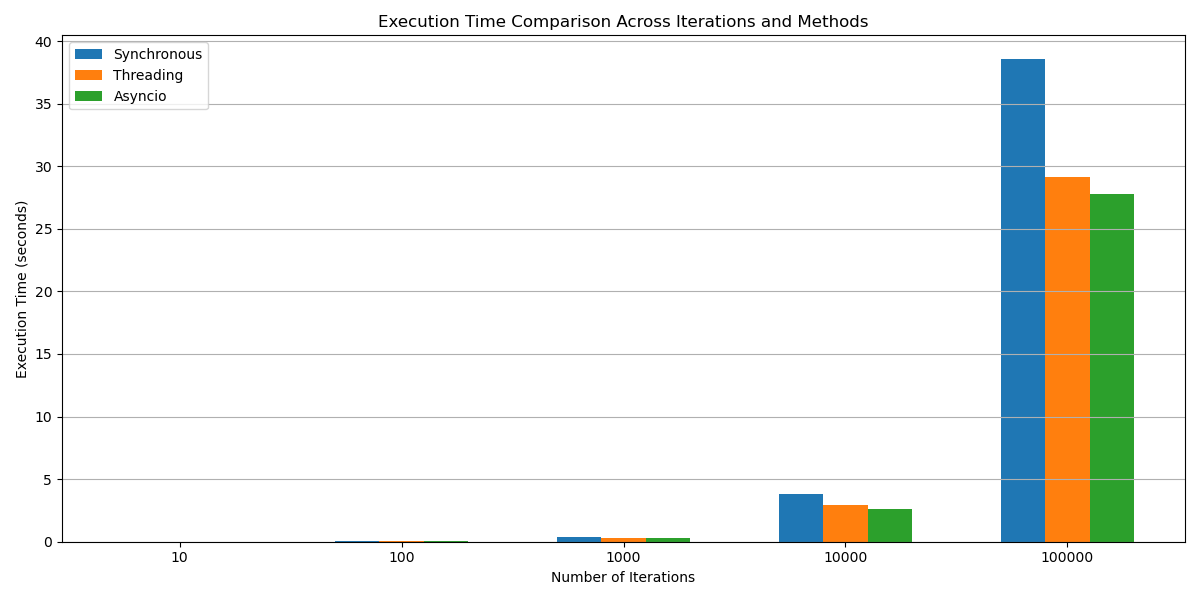 Execution Time Comparison Across Iterations and Methods
Synchronous
Threading
Asyncio
Execution Time (seconds)
40
35
30
25
20
15
10
5
0
10 100 1000 10000 100000
Number of Iterations